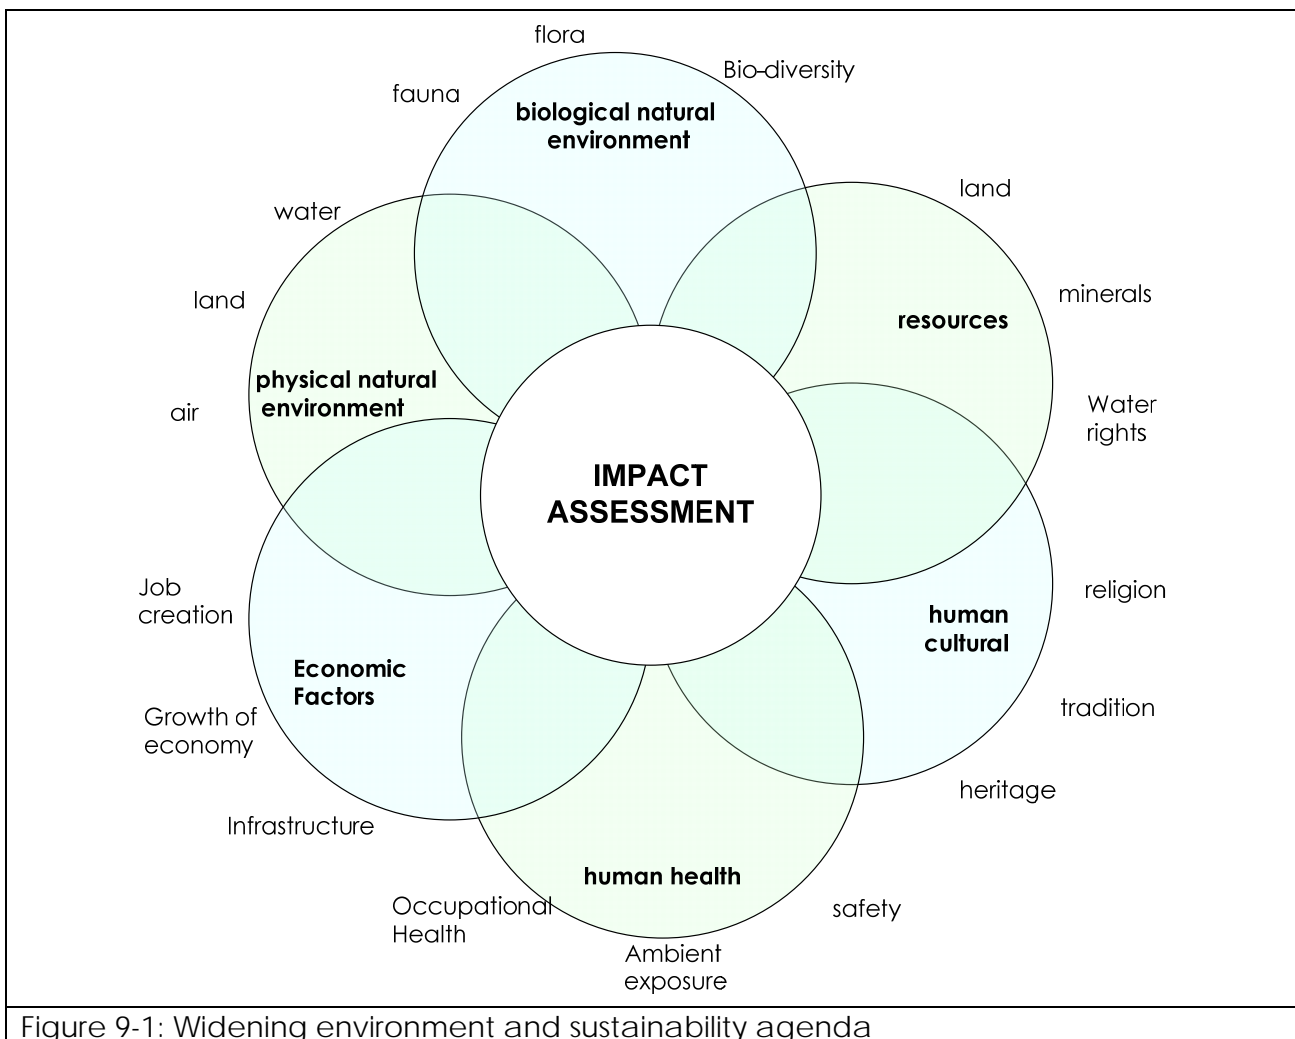 flora
Bio-diversity
fauna
biological natural
environment
land
water
minerals
land
resources
physical natural
environment
air
Water
rights
IMPACT
ASSESSMENT
Job
creation
religion
human
cultural
Economic
Factors
tradition
Growth of
economy
heritage
Infrastructure
human health
Occupational
Health
safety
Ambient
exposure
Figure 9-1: Widening environment and sustainability agenda